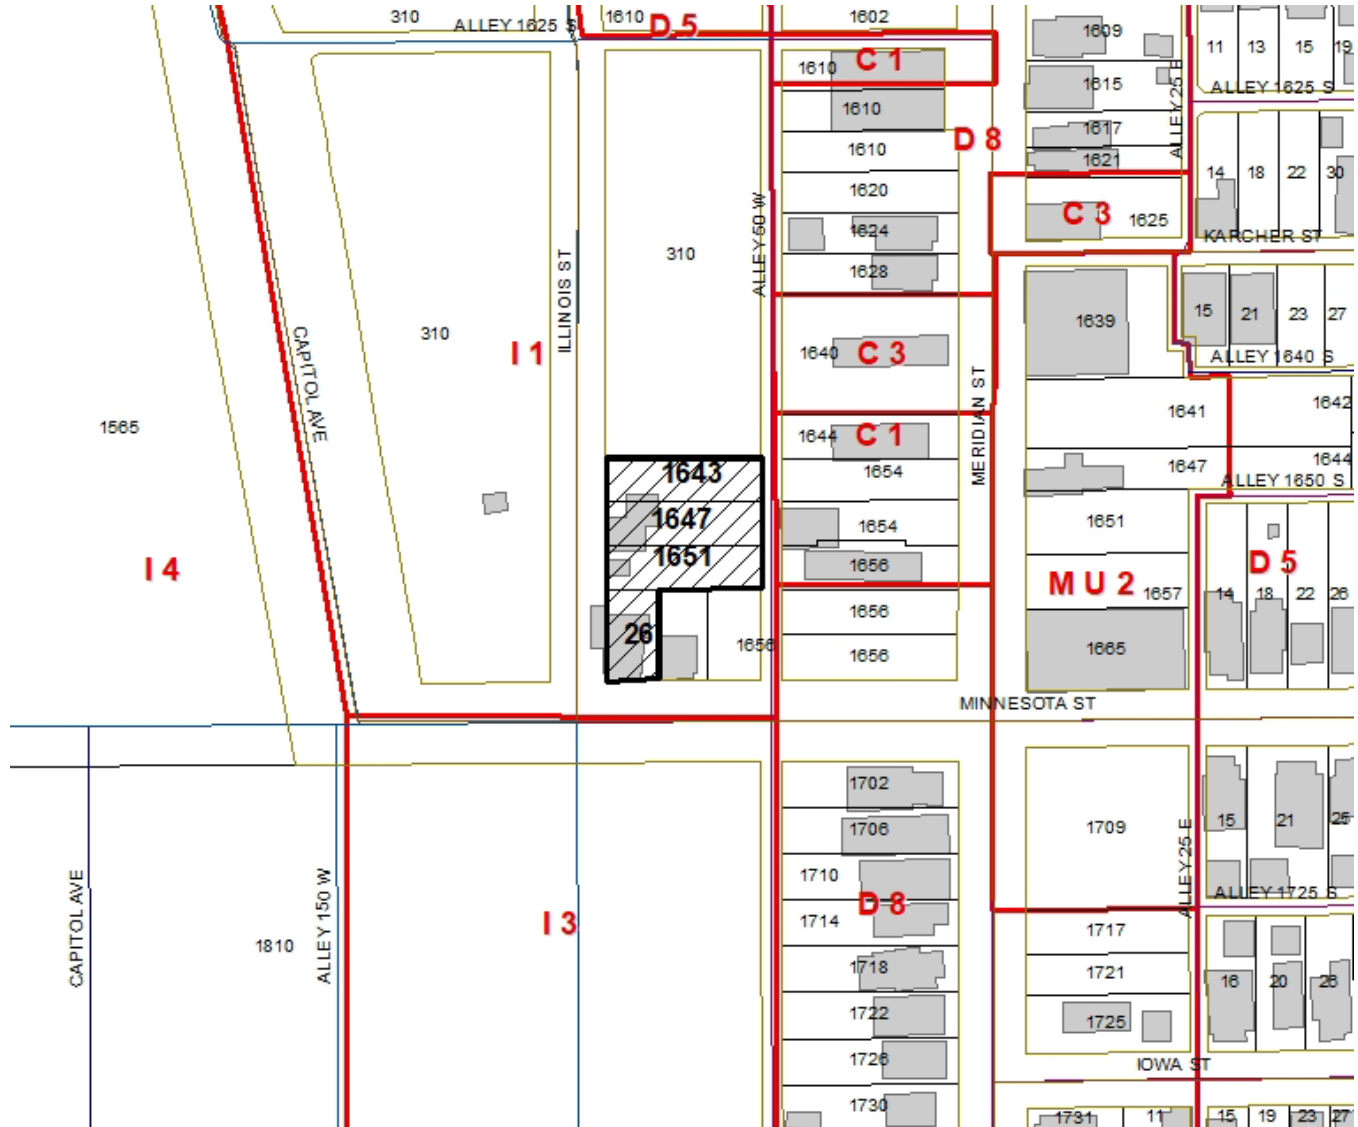 310
ALLEY 1625 S
1610
D 5
1602
1609
11
13
15
19
1610
C 1
1615
ALLEY 25 E
ALLEY 1625 S
1610
D 8
1617
1610
1621
14
18
22
30
1620
C 3
1625
ALLEY 50 W
1624
KARCHER ST
310
ILLINOIS ST
1628
15
21
23
27
1639
310
I 1
1640
C 3
ALLEY 1640 S
CAPITOL AVE
MERIDIAN ST
1641
1642
1565
1644
C 1
1643
1654
1647
1644
ALLEY 1650 S
1647
1654
1651
1651
1656
I 4
M U 2
1657
D 5
14
18
22
26
1656
26
1656
1656
1665
MINNESOTA ST
1702
1706
1709
15
21
25
1710
ALLEY 25 E
CAPITOL AVE
ALLEY 150 W
D 8
ALLEY 1725 S
I 3
1714
1717
1810
1718
1721
16
20
26
1722
1725
1726
IOWA ST
1730
1731
11
15
19
23
27